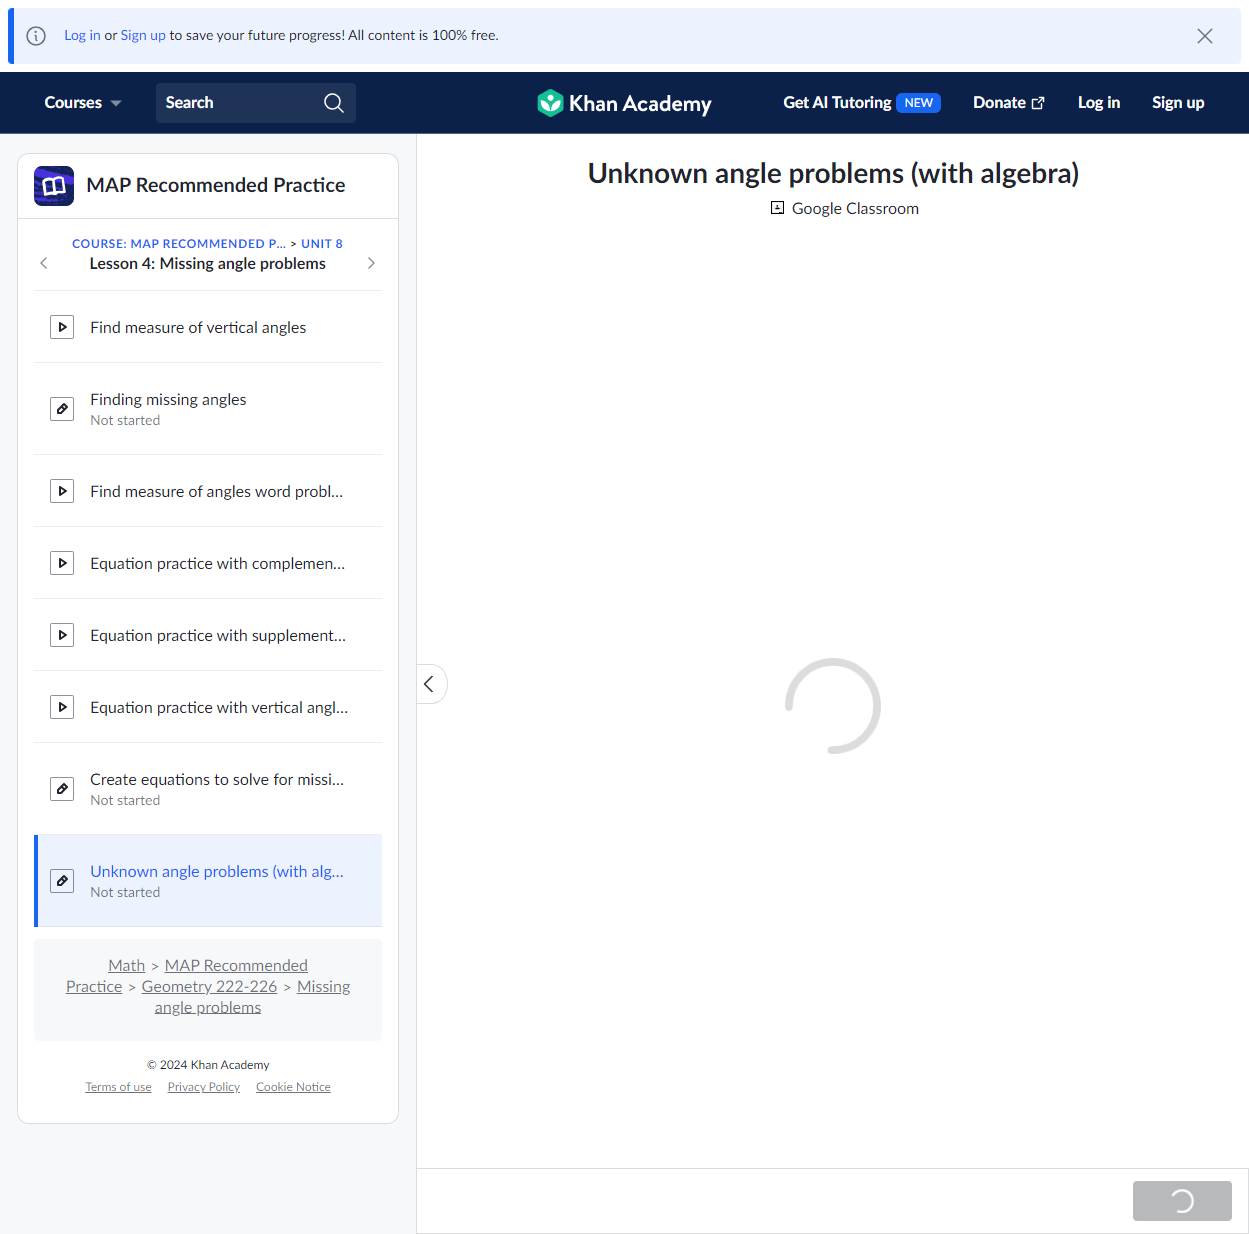 Log in or Sign up to save your future progress! All content is 100% free.
Courses
Search
Khan Academy
Get AI Tutoring NEW
Donate
Log in
Sign up
MAP Recommended Practice
COURSE: MAP RECOMMENDED P... > UNIT 8
Lesson 4: Missing angle problems
Find measure of vertical angles
Finding missing angles
Not started
Find measure of angles word probl...
Equation practice with complemen...
Equation practice with supplement...
Equation practice with vertical angl...
Create equations to solve for missi...
Not started
Unknown angle problems (with alg...
Not started
Math > MAP Recommended
Practice > Geometry 222-226 > Missing
angle problems
© 2024 Khan Academy
Terms of use Privacy Policy Cookie Notice
Unknown angle problems (with algebra)
Google Classroom